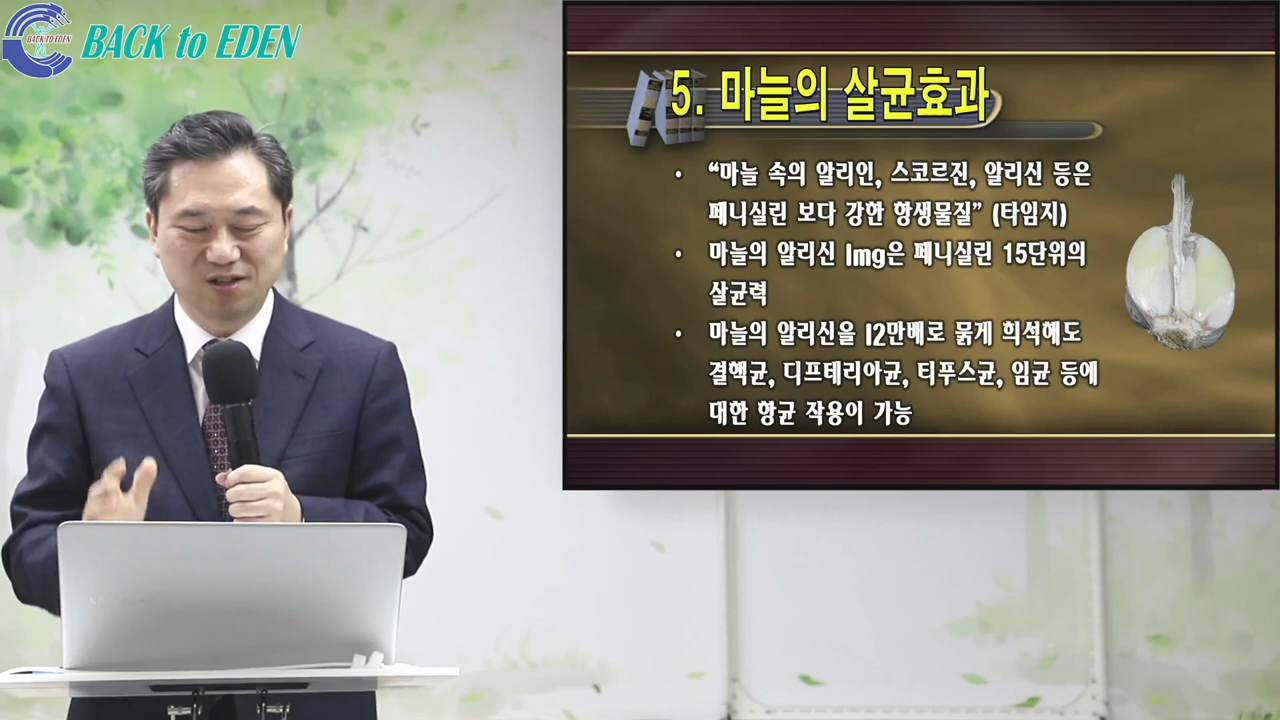 BACK TO EDEN
BACK to EDEN
5. 마늘의 살균효과
• “마늘 속의 알리인, 스코르진, 알리신 등은
페니실린 보다 강한 항생물질” (타임지)
• 마늘의 알리신 1mg은 페니실린 15단위의
살균력
• 마늘의 알리신을 12만배로 묽게 희석해도
결핵균, 디프테리아균, 티푸스균, 임균 등에
대한 항균 작용이 가능